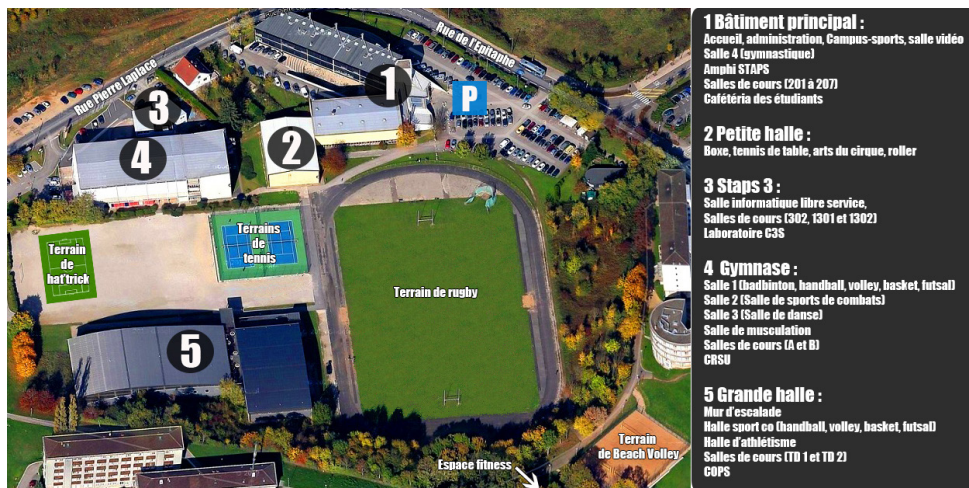 Rue de l'Epitaphe
Rue Pierre Laplace
1
P
3
4
2
Terrain
de
hat'trick
Terrains
de
tennis
Terrain de rugby
5
Terrain
de Beach Volley
Espace fitness
1 Bâtiment principal :
Accueil, administration, Campus-sports, salle vidéo
Salle 4 (gymnastique)
Amphi STAPS
Salles de cours (201 à 207)
Cafétéria des étudiants
2 Petite halle :
Boxe, tennis de table, arts du cirque, roller
3 Staps 3 :
Salle informatique libre service,
Salles de cours (302, 1301 et 1302)
Laboratoire C3S
4 Gymnase :
Salle 1 (badbinton, handball, volley, basket, futsal)
Salle 2 (Salle de sports de combats)
Salle 3 (Salle de danse)
Salle de musculation
Salles de cours (A et B)
CRSU
5 Grande halle :
Mur d'escalade
Halle sport co (handball, volley, basket, futsal)
Halle d'athlétisme
Salles de cours (TD 1 et TD 2)
COPS